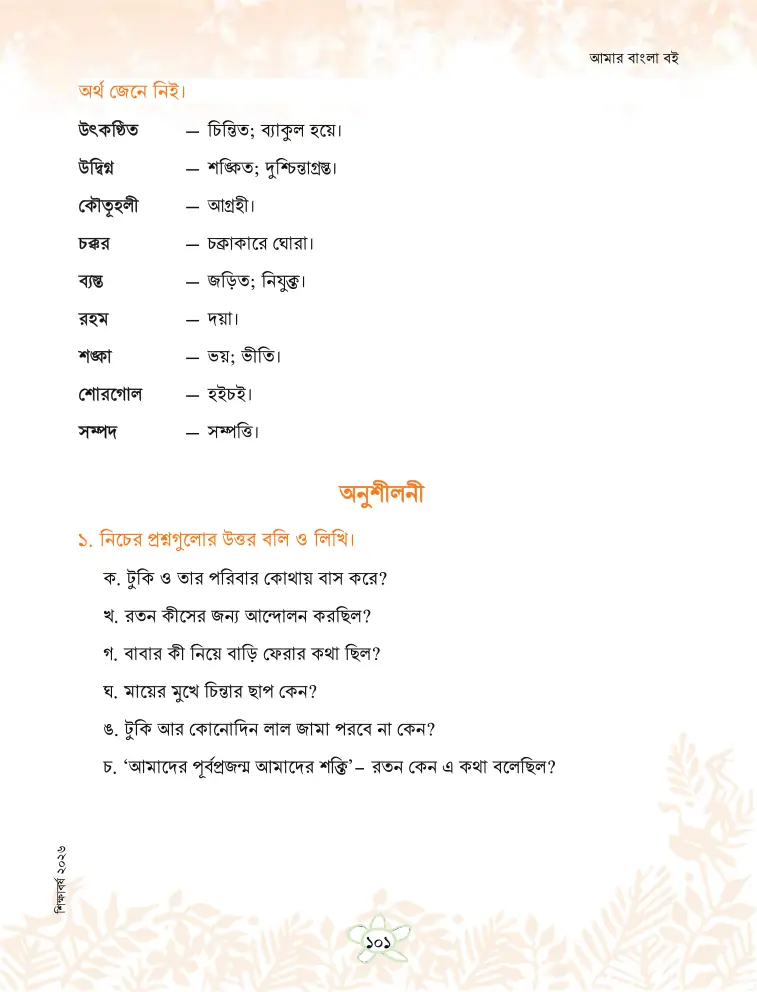 আমার বাংলা বই
অর্থ জেনে নিই।
উৎকণ্ঠিত – চিন্তিত; ব্যাকুল হয়ে।
উদ্বিগ্ন – শঙ্কিত; দুশ্চিন্তাগ্রস্ত।
কৌতূহলী – আগ্রহী।
চক্কর – চক্রাকারে ঘোরা।
ব্যস্ত – জড়িত; নিযুক্ত।
রহম – দয়া।
শঙ্কা – ভয়; ভীতি।
শোরগোল – হইচই।
সম্পদ – সম্পত্তি।
অনুশীলনী
১. নিচের প্রশ্নগুলোর উত্তর বলি ও লিখি।
ক. টুকি ও তার পরিবার কোথায় বাস করে?
খ. রতন কীসের জন্য আন্দোলন করছিল?
গ. বাবার কী নিয়ে বাড়ি ফেরার কথা ছিল?
ঘ. মায়ের মুখে চিন্তার ছাপ কেন?
ঙ. টুকি আর কোনোদিন লাল জামা পরবে না কেন?
চ. ‘আমাদের পূর্বপ্রজন্ম আমাদের শক্তি’– রতন কেন এ কথা বলেছিল?
শিক্ষাবর্ষ ২০২৬
১০১